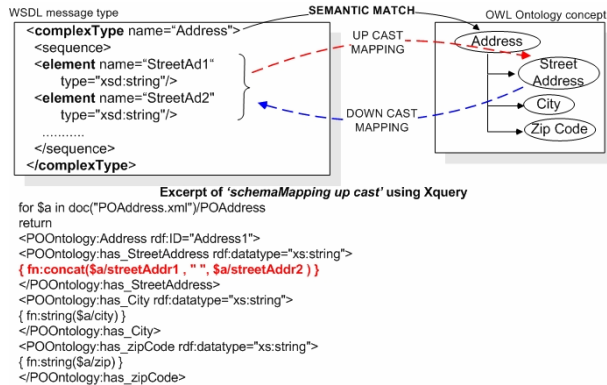 WSDL message type
SEMANTIC MATCH
OWL Ontology concept
<complexType name=“Address”>
<sequence>
<element name=“StreetAd1“
type="xsd:string"/>
<element name=“StreetAd2"
type="xsd:string"/>
...........
</sequence>
</complexType>
UP CAST
MAPPING
DOWN CAST
MAPPING
Address
Street
Address
City
Zip Code
Excerpt of ‘schemaMapping up cast’ using Xquery
for $a in doc("POAddress.xml")/POAddress
return
<POOntology:Address rdf:ID="Address1">
<POOntology:has_StreetAddress rdf:datatype="xs:string">
{ fn:concat($a/streetAddr1 , " ", $a/streetAddr2 ) }
</POOntology:has_StreetAddress>
<POOntology:has_City rdf:datatype="xs:string">
{ fn:string($a/city) }
</POOntology:has_City>
<POOntology:has_zipCode rdf:datatype="xs:string">
{ fn:string($a/zip) }
</POOntology:has_zipCode>